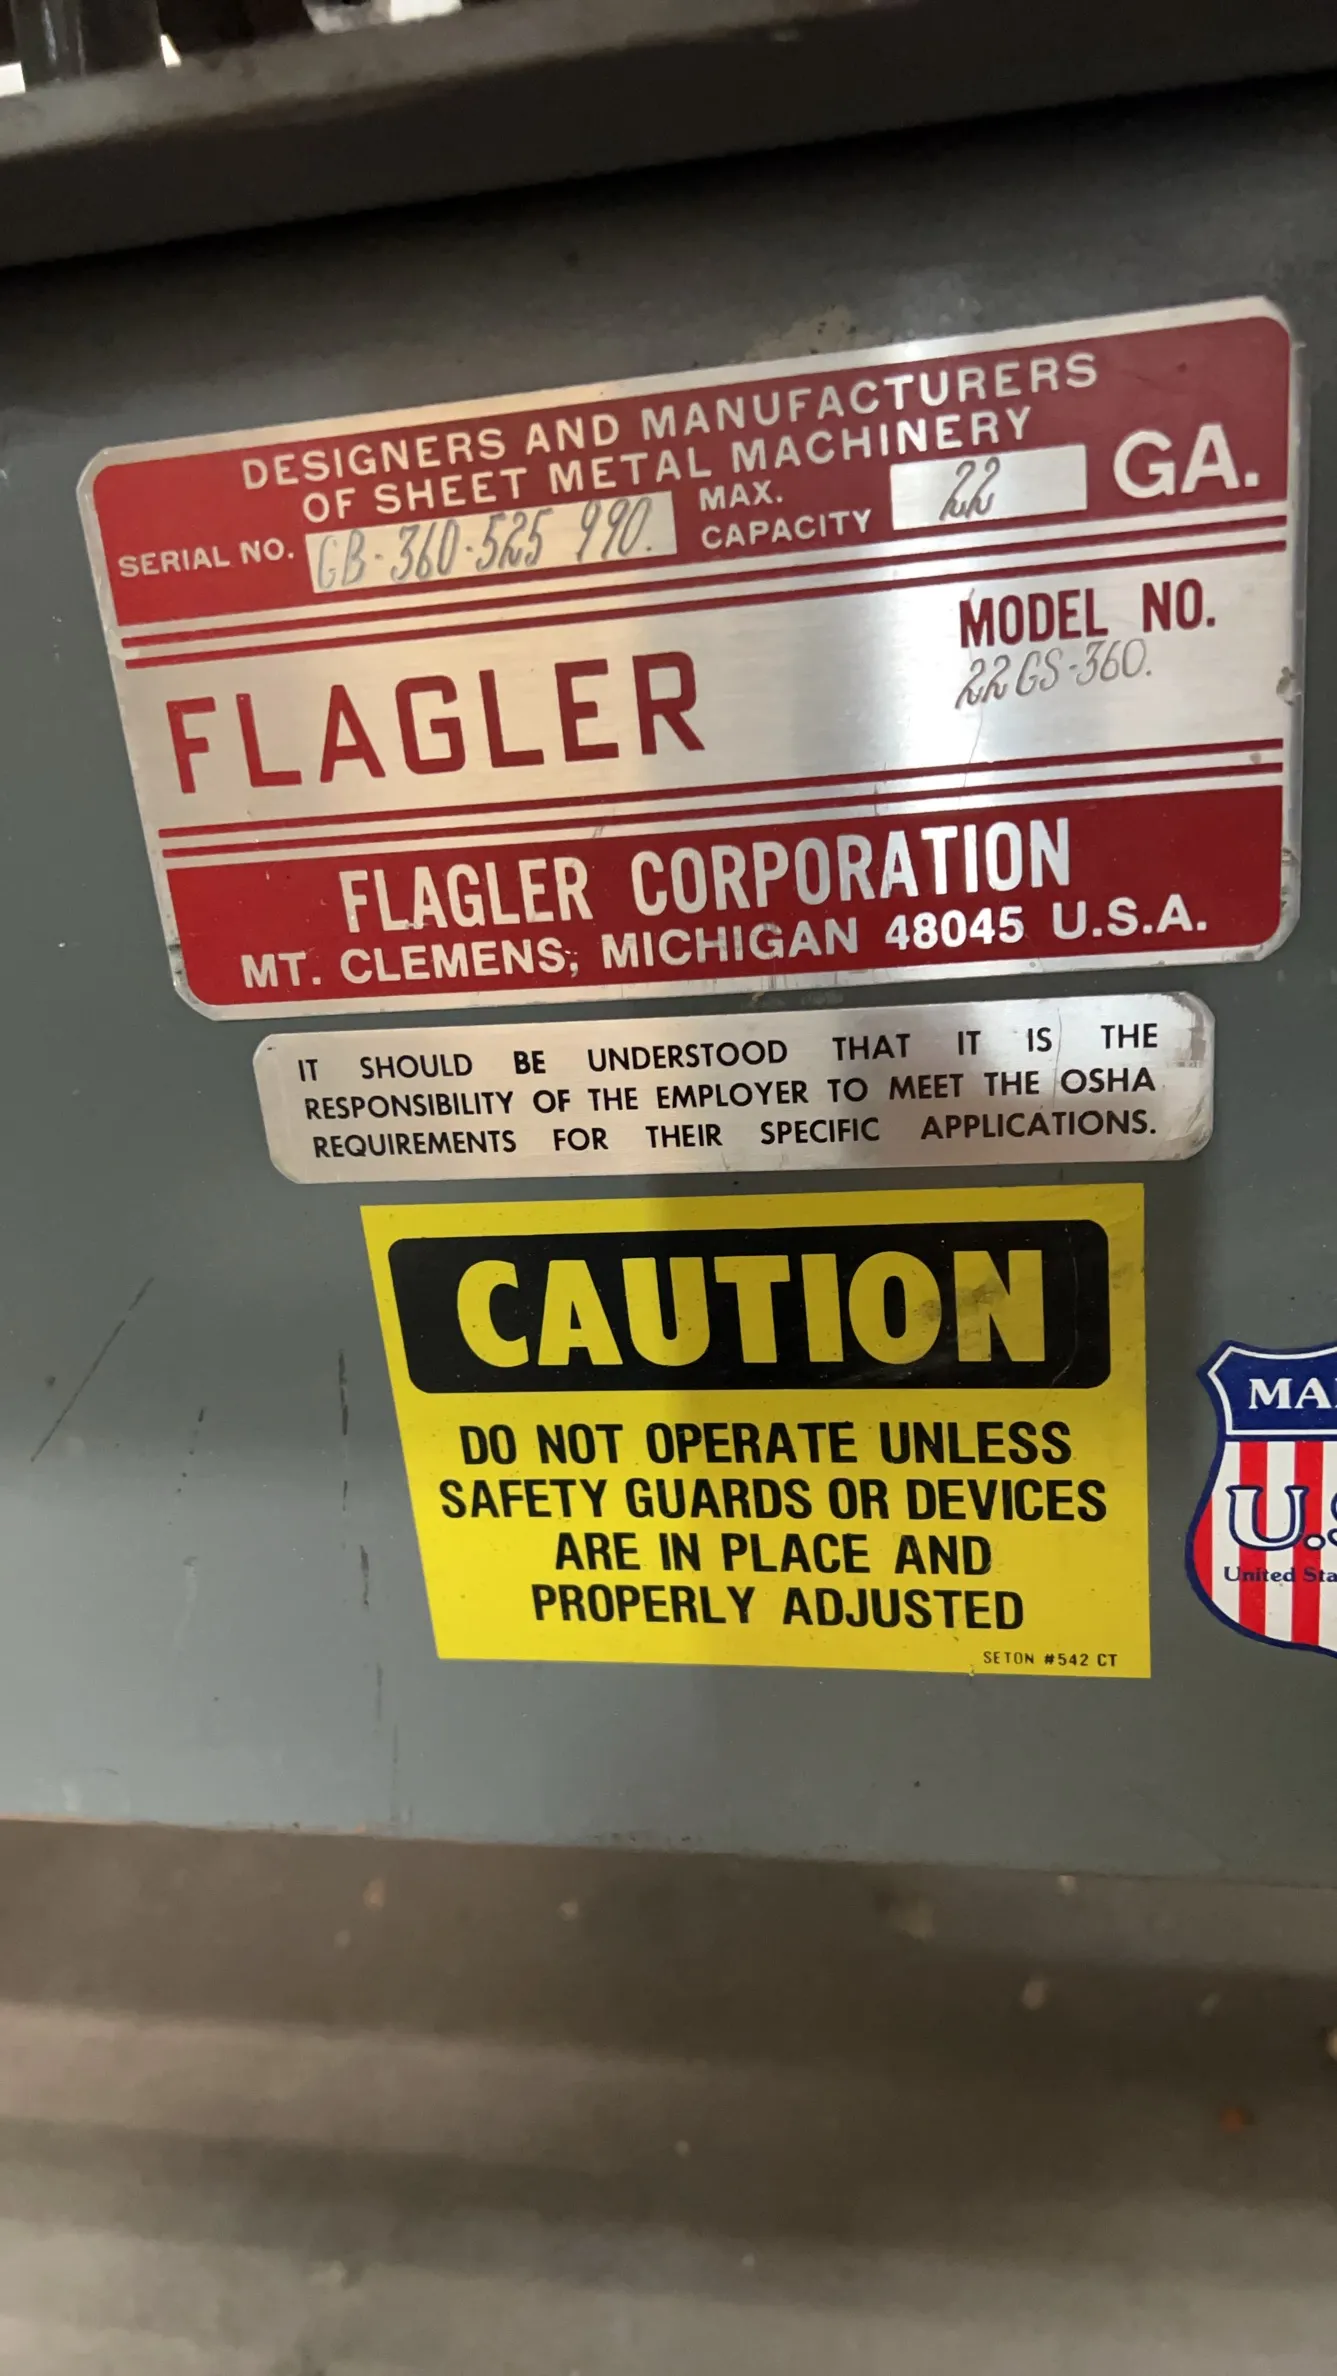 DESIGNERS AND MANUFACTURERS
OF SHEET METAL MACHINERY
SERIAL NO. GB-360-525 990. MAX. CAPACITY 22 GA.
FLAGLER
MODEL NO.
22GS-360.
FLAGLER CORPORATION
MT. CLEMENS, MICHIGAN 48045 U.S.A.
IT SHOULD BE UNDERSTOOD THAT IT IS THE
RESPONSIBILITY OF THE EMPLOYER TO MEET THE OSHA
REQUIREMENTS FOR THEIR SPECIFIC APPLICATIONS.
CAUTION
DO NOT OPERATE UNLESS
SAFETY GUARDS OR DEVICES
ARE IN PLACE AND
PROPERLY ADJUSTED
SETON #542 CT
MA
U.S
United Sta